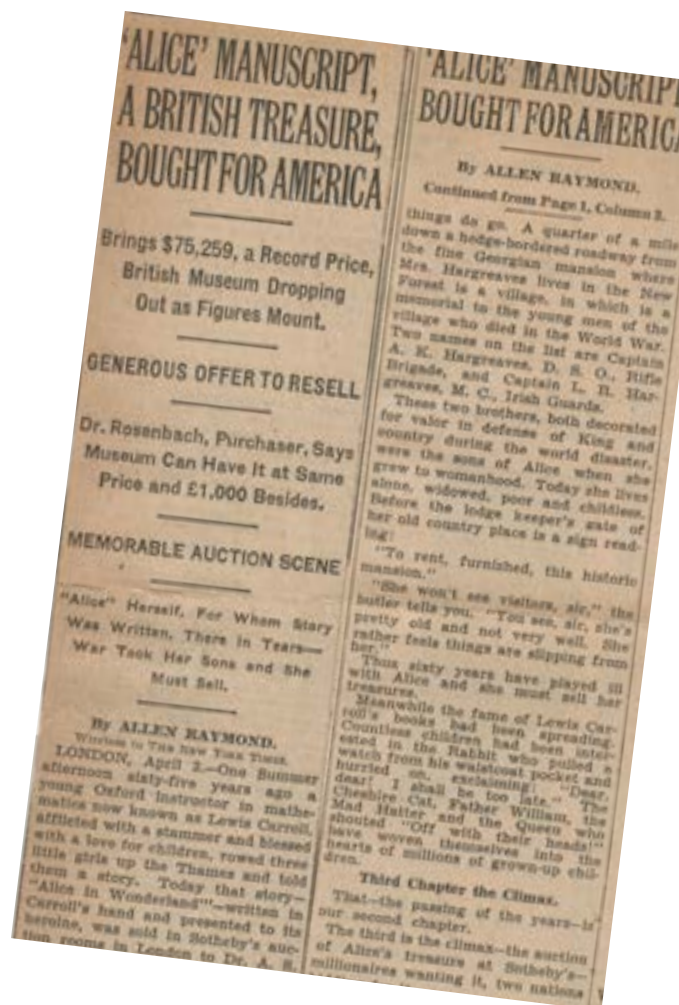 'ALICE' MANUSCRIPT,
A BRITISH TREASURE,
BOUGHT FOR AMERICA
Brings $75,259, a Record Price,
British Museum Dropping
Out as Figures Mount.
GENEROUS OFFER TO RESELL
Dr. Rosenbach, Purchaser, Says
Museum Can Have It at Same
Price and £1,000 Besides.
MEMORABLE AUCTION SCENE
"Alice" Herself, For Whom Story
Was Written, There in Tears—
War Took Her Sons and She
Must Sell.
By ALLEN RAYMOND.
Wireless to THE NEW YORK TIMES.
LONDON, April 3.—One Summer
afternoon sixty-five years ago a
young Oxford instructor in mathe-
matics now known as Lewis Carroll,
afflicted with a stammer and blessed
with a love for children, rowed three
little girls up the Thames and told
them a story. Today that story—
"Alice in Wonderland"—written in
Carroll's hand and presented to its
heroine, was sold in Sotheby's auc-
tion rooms in London to Dr. A. S.
'ALICE' MANUSCRIPT
BOUGHT FOR AMERICA
By ALLEN RAYMOND.
Continued from Page 1, Column 2.
things do go. A quarter of a mile
down a hedge-bordered roadway from
the fine Georgian mansion where
Mrs. Hargreaves lives in the New
Forest is a village, in which is a
memorial to the young men of the
village who died in the World War.
Two names on the list are Captain
A. K. Hargreaves, D. S. O., Rifle
Brigade, and Captain L. R. Har-
greaves, M. C., Irish Guards.
These two brothers, both decorated
for valor in defense of King and
country during the world disaster,
were the sons of Alice when she
grew to womanhood. Today she lives
alone, widowed, poor and childless.
Before the lodge keeper's gate of
her old country place is a sign read-
ing:
"To rent, furnished, this historic
mansion."
"She won't see visitors, sir," the
butler tells you. "You see, sir, she's
pretty old and not very well. She
rather feels things are slipping from
her."
Thus sixty years have played ill
with Alice and she must sell her
treasures.
Meanwhile the fame of Lewis Car-
roll's books had been spreading.
Countless children had been inter-
ested in the Rabbit who pulled a
watch from his waistcoat pocket and
hurried on, exclaiming: "Dear,
dear! I shall be too late." The
Cheshire Cat, Father William, the
Mad Hatter and the Queen who
shouted "Off with their heads!"
have woven themselves into the
hearts of millions of grown-up chil-
dren.
Third Chapter the Climax.
That—the passing of the years—is
our second chapter.
The third is the climax—the auction
of Alice's treasure at Sotheby's—
millionaires wanting it, two nations